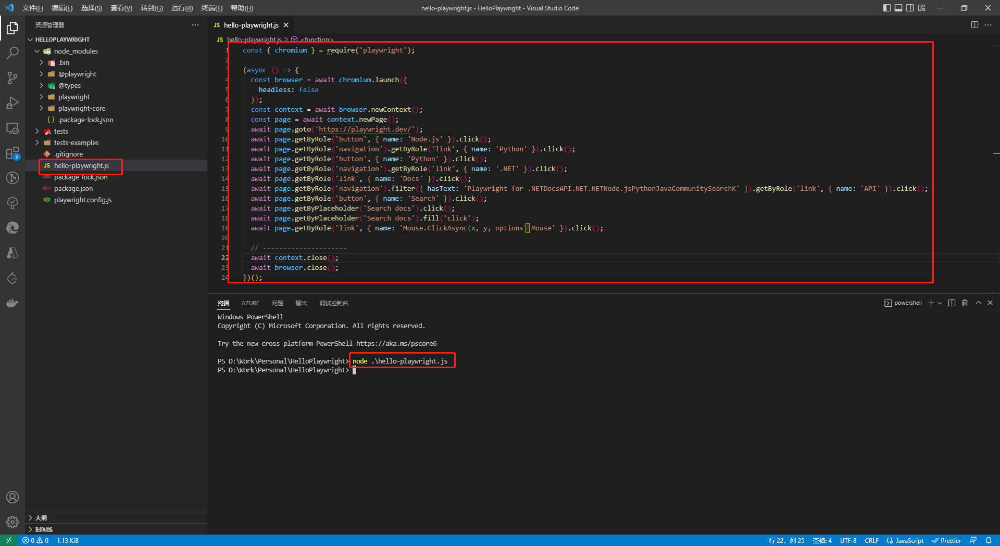 文件(F) 编辑(E) 选择(S) 查看(V) 转到(G) 运行(R) 终端(T) 帮助(H) hello-playwright.js - HelloPlaywright - Visual Studio Code
资源管理器
HELLOPLAYWRIGHT
node_modules
.bin
@playwright
@types
playwright
playwright-core
{} .package-lock.json
tests
tests-examples
.gitignore
JS hello-playwright.js
package-lock.json
package.json
playwright.config.js
2
大纲
时间线
JS hello-playwright.js
JS hello-playwright.js > <function>
1 const { chromium } = require('playwright');
2
3 (async () => {
4 const browser = await chromium.launch({
5 headless: false
6 });
7 const context = await browser.newContext();
8 const page = await context.newPage();
9 await page.goto('https://playwright.dev/');
10 await page.getByRole('button', { name: 'Node.js' }).click();
11 await page.getByRole('navigation').getByRole('link', { name: 'Python' }).click();
12 await page.getByRole('button', { name: 'Python' }).click();
13 await page.getByRole('navigation').getByRole('link', { name: '.NET' }).click();
14 await page.getByRole('link', { name: 'Docs' }).click();
15 await page.getByRole('navigation').filter({ hasText: 'Playwright for .NETDocsAPI.NET.NETNode.jsPythonJavaCommunitySearchK' }).getByRole('link', { name: 'API' }).click();
16 await page.getByRole('button', { name: 'Search' }).click();
17 await page.getByPlaceholder('Search docs').click();
18 await page.getByPlaceholder('Search docs').fill('click');
19 await page.getByRole('link', { name: 'Mouse.ClickAsync(x, y, options) Mouse' }).click();
20
21 // ---------------------
22 await context.close();
23 await browser.close();
24 })();
终端 AZURE 问题 输出 调试控制台 powershell
Windows PowerShell
Copyright (C) Microsoft Corporation. All rights reserved.
Try the new cross-platform PowerShell https://aka.ms/pscore6
PS D:\Work\Personal\HelloPlaywright> node .\hello-playwright.js
PS D:\Work\Personal\HelloPlaywright>
0 0 1.13 KiB 行 22，列 25 空格: 4 UTF-8 CRLF JavaScript Prettier